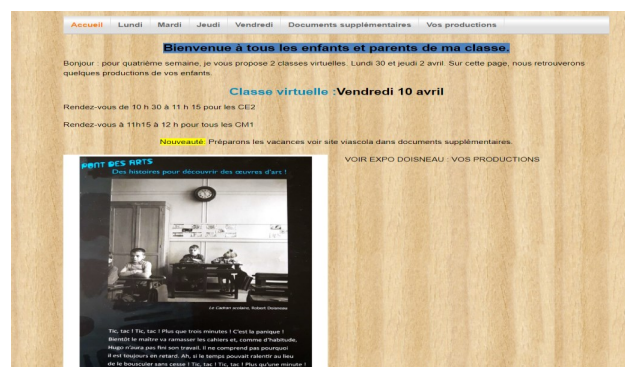 Accueil Lundi Mardi Jeudi Vendredi Documents supplémentaires Vos productions
Bienvenue à tous les enfants et parents de ma classe.
Bonjour : pour quatrième semaine, je vous propose 2 classes virtuelles. Lundi 30 et jeudi 2 avril. Sur cette page, nous retrouverons
quelques productions de vos enfants.
Classe virtuelle :Vendredi 10 avril
Rendez-vous de 10 h 30 à 11 h 15 pour les CE2
Rendez-vous à 11h15 à 12 h pour tous les CM1
Nouveauté: Préparons les vacances voir site viascola dans documents supplémentaires.
VOIR EXPO DOISNEAU : VOS PRODUCTIONS
PONT DES ARTS
Des histoires pour découvrir des œuvres d'art !
Le Cadran scolaire, Robert Doisneau
Tic, tac ! Tic, tac ! Plus que trois minutes ! C'est la panique !
Bientôt le maître va ramasser les cahiers et, comme d'habitude,
Hugo n'aura pas fini son travail. Il ne comprend pas pourquoi
il est toujours en retard. Ah, si le temps pouvait ralentir au lieu
de le bousculer sans cesse ! Tic, tac ! Tic, tac ! Plus qu'une minute !